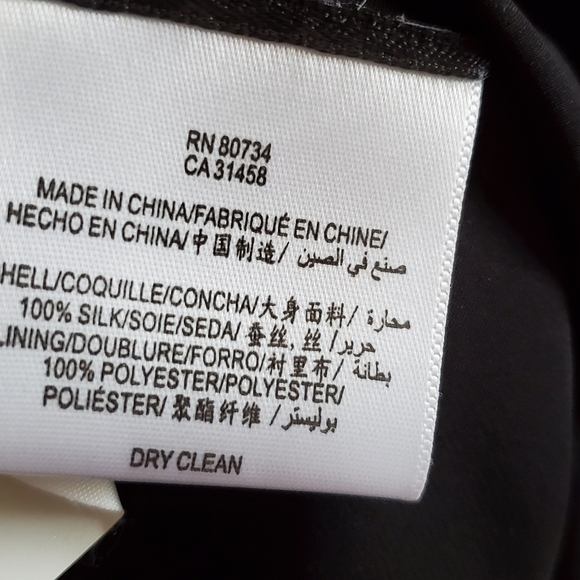 RN 80734
CA 31458
MADE IN CHINA/FABRIQUÉ EN CHINE/
HECHO EN CHINA/中国制造/ صنع في الصين
HELL/COQUILLE/CONCHA/大身面料/ محارة/
100% SILK/SOIE/SEDA/ 蚕丝, 丝 / حرير/
LINING/DOUBLURE/FORRO/衬里布/ بطانة/
100% POLYESTER/POLYESTER/
POLIÉSTER/ 聚酯纤维 / بوليستر/
DRY CLEAN